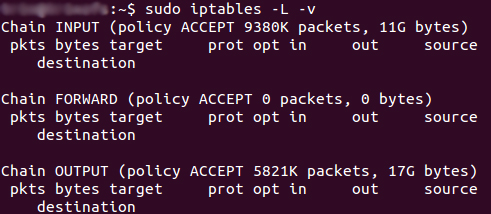 :~$ sudo iptables -L -v
Chain INPUT (policy ACCEPT 9380K packets, 11G bytes)
 pkts bytes target     prot opt in     out     source
    destination

Chain FORWARD (policy ACCEPT 0 packets, 0 bytes)
 pkts bytes target     prot opt in     out     source
    destination

Chain OUTPUT (policy ACCEPT 5821K packets, 17G bytes)
 pkts bytes target     prot opt in     out     source
    destination